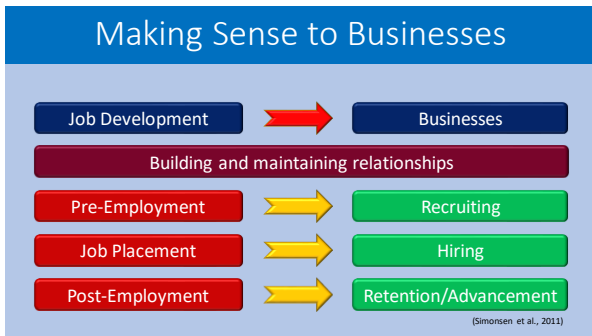 Making Sense to Businesses
Job Development Businesses
Building and maintaining relationships
Pre-Employment Recruiting
Job Placement Hiring
Post-Employment Retention/Advancement
(Simonsen et al., 2011)